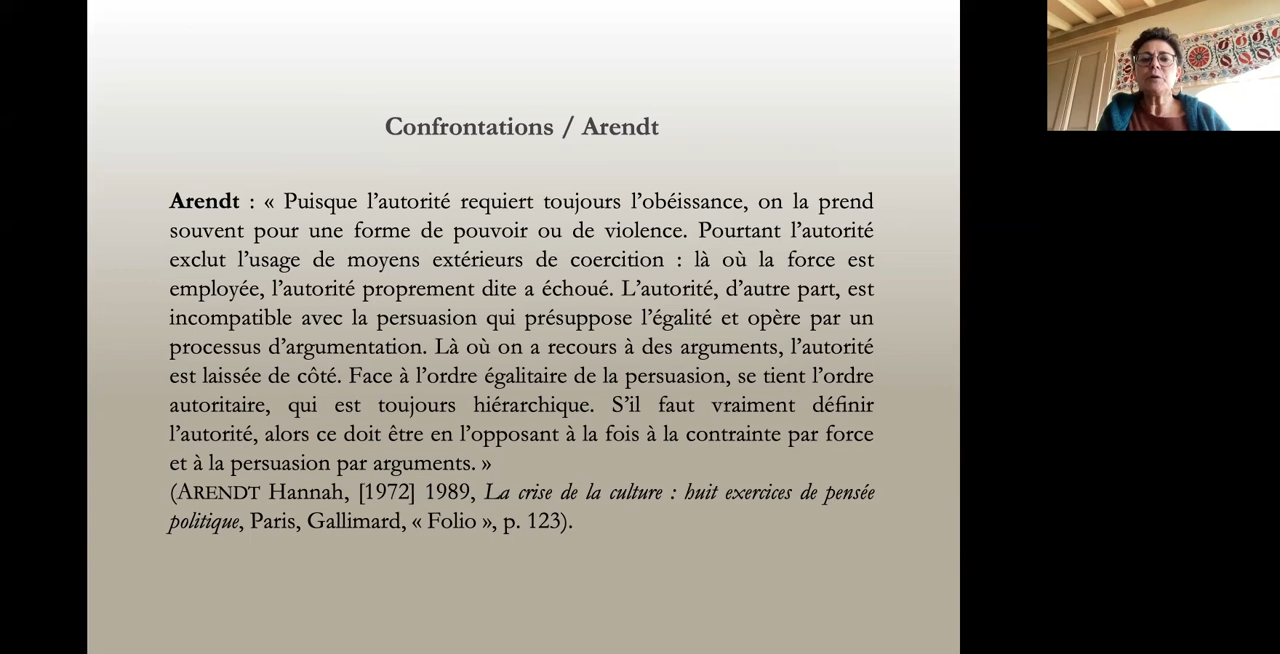 Confrontations / Arendt
Arendt : « Puisque l’autorité requiert toujours l’obéissance, on la prend
souvent pour une forme de pouvoir ou de violence. Pourtant l’autorité
exclut l’usage de moyens extérieurs de coercition : là où la force est
employée, l’autorité proprement dite a échoué. L’autorité, d’autre part, est
incompatible avec la persuasion qui présuppose l’égalité et opère par un
processus d’argumentation. Là où on a recours à des arguments, l’autorité
est laissée de côté. Face à l’ordre égalitaire de la persuasion, se tient l’ordre
autoritaire, qui est toujours hiérarchique. S’il faut vraiment définir
l’autorité, alors ce doit être en l’opposant à la fois à la contrainte par force
et à la persuasion par arguments. »
(ARENDT Hannah, [1972] 1989, La crise de la culture : huit exercices de pensée
politique, Paris, Gallimard, « Folio », p. 123).